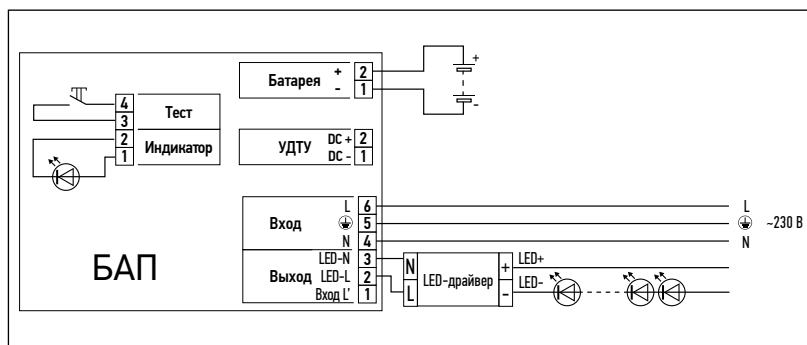 Батарея + 2
- 1
+
-
4 Тест
3
2 Индикатор
1
УДТУ DC + 2
DC - 1
Вход L 6
5
N 4
L
~230 В
N
БАП
Выход LED-N 3
LED-L 2
Вход L' 1
N LED-драйвер + LED+
L - LED-